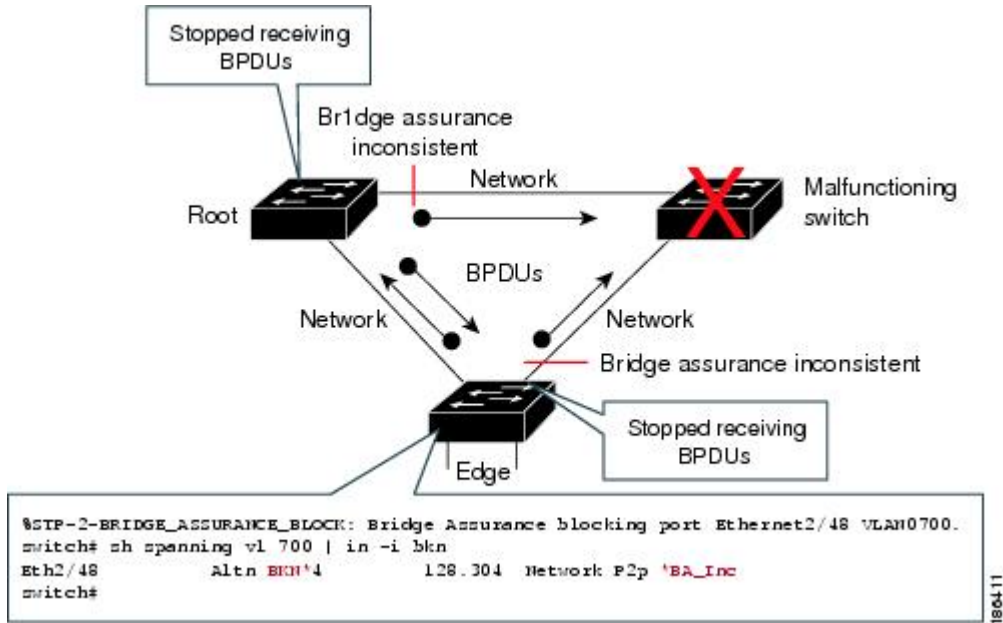 Stopped receiving
BPDUs
Br1dge assurance
inconsistent
Network
Root
Malfunctioning
switch
BPDUs
Network
Network
Bridge assurance inconsistent
Stopped receiving
BPDUs
Edge
%STP-2-BRIDGE_ASSURANCE_BLOCK: Bridge Assurance blocking port Ethernet2/48 VLAN0700.
switch# sh spanning vl 700 | in -i bkn
Eth2/48 Altn BKN*4 128.304 Network P2p *BA_Inc
switch#
186411